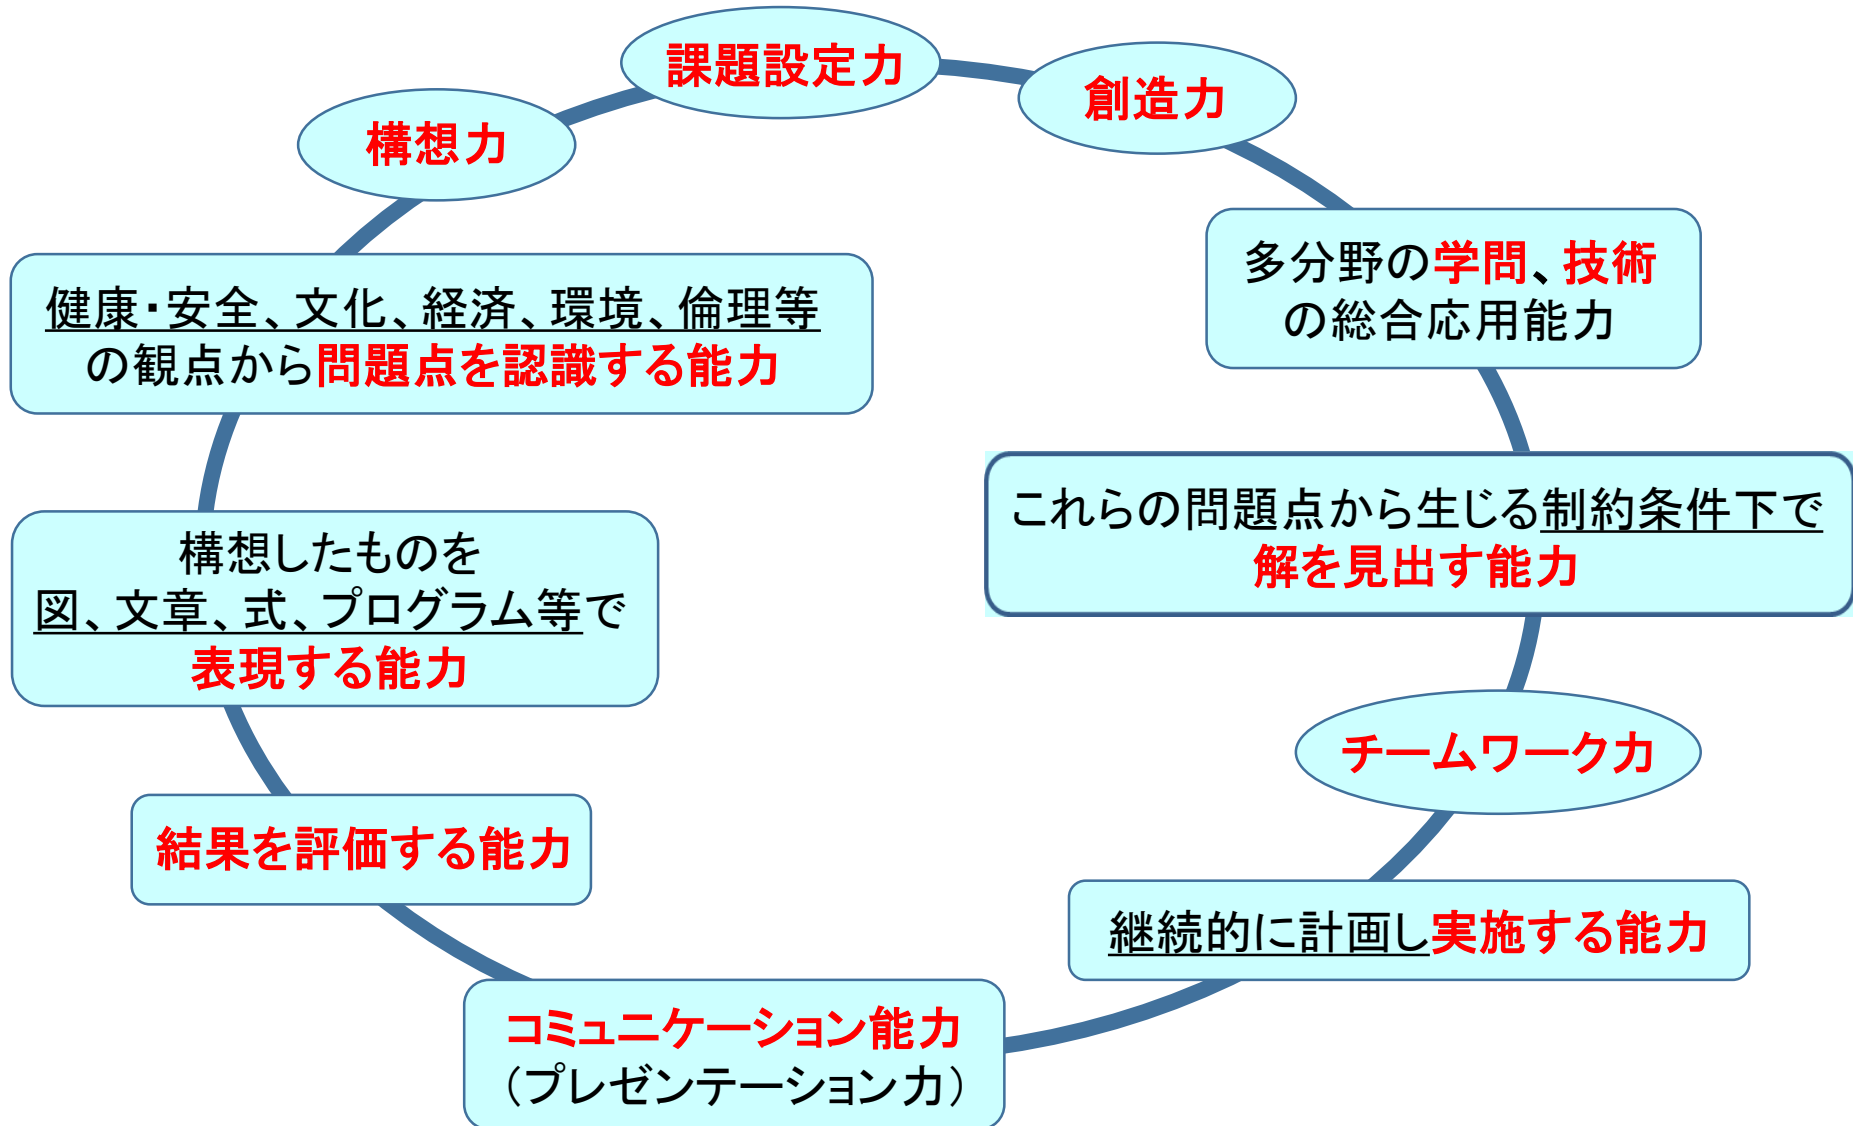 課題設定力
創造力
構想力
多分野の学問、技術
の総合応用能力
健康・安全、文化、経済、環境、倫理等
の観点から問題点を認識する能力
これらの問題点から生じる制約条件下で
解を見出す能力
構想したものを
図、文章、式、プログラム等で
表現する能力
チームワーク力
結果を評価する能力
継続的に計画し実施する能力
コミュニケーション能力
（プレゼンテーション力）